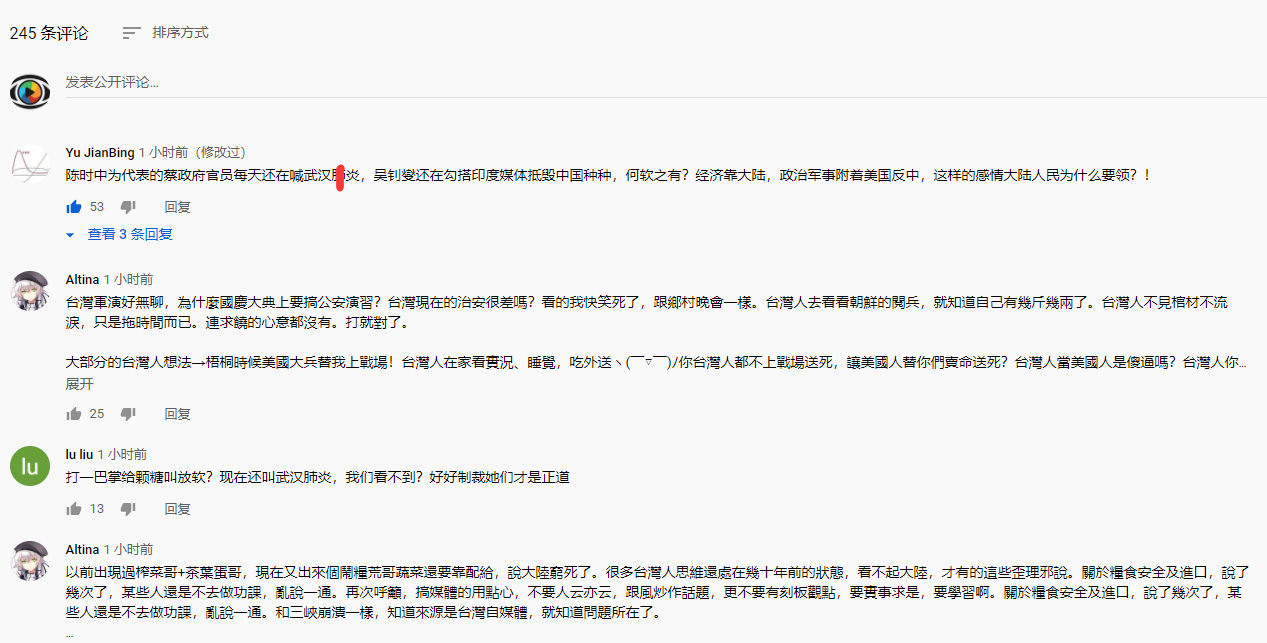 245 条评论 排序方式
发表公开评论...
Yu JianBing 1 小时前（修改过）
陈时中为代表的蔡政府官员每天还在喊武汉肺炎，吴钊燮还在勾搭印度媒体抵毁中国种种，何软之有？经济靠大陆，政治军事附着美国反中，这样的感情大陆人民为什么要领？！
53 回复
查看 3 条回复
Altina 1 小时前
台灣軍演好無聊，為什麼國慶大典上要搞公安演習？台灣現在的治安很差嗎？看的我快笑死了，跟鄉村晚會一樣。台灣人去看看朝鮮的閱兵，就知道自己有幾斤幾兩了。台灣人不見棺材不流
淚，只是拖時間而已。連求饒的心意都沒有。打就對了。
大部分的台灣人想法→梧桐時候美國大兵替我上戰場！台灣人在家看實況、睡覺，吃外送ヽ(￣▿￣)/你台灣人都不上戰場送死，讓美國人替你們賣命送死？台灣人當美國人是傻逼嗎？台灣人你...
展开
25 回复
lu
lu liu 1 小时前
打一巴掌给颗糖叫放软？现在还叫武汉肺炎，我们看不到？好好制裁她们才是正道
13 回复
Altina 1 小时前
以前出現過榨菜哥+茶葉蛋哥，現在又出來個鬧糧荒哥蔬菜還要靠配給，說大陸窮死了。很多台灣人思維還處在幾十年前的狀態，看不起大陸，才有的這些歪理邪說。關於糧食安全及進口，說了
幾次了，某些人還是不去做功課，亂說一通。再次呼籲，搞媒體的用點心，不要人云亦云，跟風炒作話題，更不要有刻板觀點，要實事求是，要學習啊。關於糧食安全及進口，說了幾次了，某
些人還是不去做功課，亂說一通。和三峽崩潰一樣，知道來源是台灣自媒體，就知道問題所在了。
...